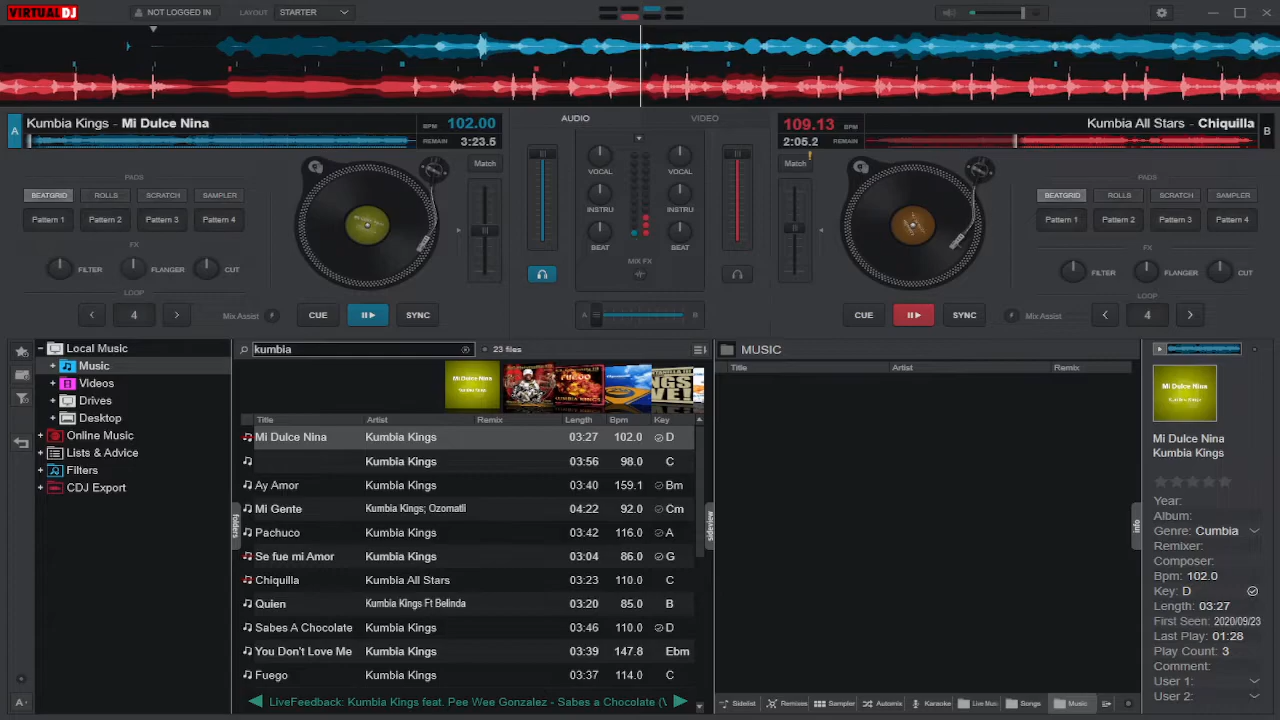 VIRTUALDJ NOT LOGGED IN LAYOUT STARTER
A Kumbia Kings - Mi Dulce Nina BPM 102.00
REMAIN 3:23.5
AUDIO VIDEO
109.13 BPM Kumbia All Stars - Chiquilla B
2:05.2 REMAIN
Match
VOCAL VOCAL
INSTRU INSTRU
BEAT BEAT
MIX FX
A B
Match
PADS
BEATGRID ROLLS SCRATCH SAMPLER
Pattern 1 Pattern 2 Pattern 3 Pattern 4
FX
FILTER FLANGER CUT
LOOP
4 Mix Assist CUE SYNC
PADS
BEATGRID ROLLS SCRATCH SAMPLER
Pattern 1 Pattern 2 Pattern 3 Pattern 4
FX
FILTER FLANGER CUT
LOOP
CUE SYNC Mix Assist 4
Local Music
Music
Videos
Drives
Desktop
Online Music
Lists & Advice
Filters
CDJ Export
A
folders
kumbia 23 files
Title Artist Remix Length Bpm Key
Mi Dulce Nina Kumbia Kings 03:27 102.0 D
Kumbia Kings 03:56 98.0 C
Ay Amor Kumbia Kings 03:40 159.1 Bm
Mi Gente Kumbia Kings; Ozomatli 04:22 92.0 Cm
Pachuco Kumbia Kings 03:42 116.0 A
Se fue mi Amor Kumbia Kings 03:04 86.0 G
Chiquilla Kumbia All Stars 03:23 110.0 C
Quien Kumbia Kings Ft Belinda 03:20 85.0 B
Sabes A Chocolate Kumbia Kings 03:46 110.0 D
You Don't Love Me Kumbia Kings 03:39 147.8 Ebm
Fuego Kumbia Kings 03:37 114.0 C
LiveFeedback: Kumbia Kings feat. Pee Wee Gonzalez - Sabes a Chocolate (\
sideview
MUSIC
Title Artist Remix
Sidelist Remixes Sampler Automix Karaoke Live Mu Songs Music
info
Mi Dulce Nina
Kumbia Kings
Year:
Album:
Genre: Cumbia
Remixer:
Composer:
Bpm: 102.0
Key: D
Length: 03:27
First Seen: 2020/09/23
Last Play: 01:28
Play Count: 3
Comment:
User 1:
User 2: